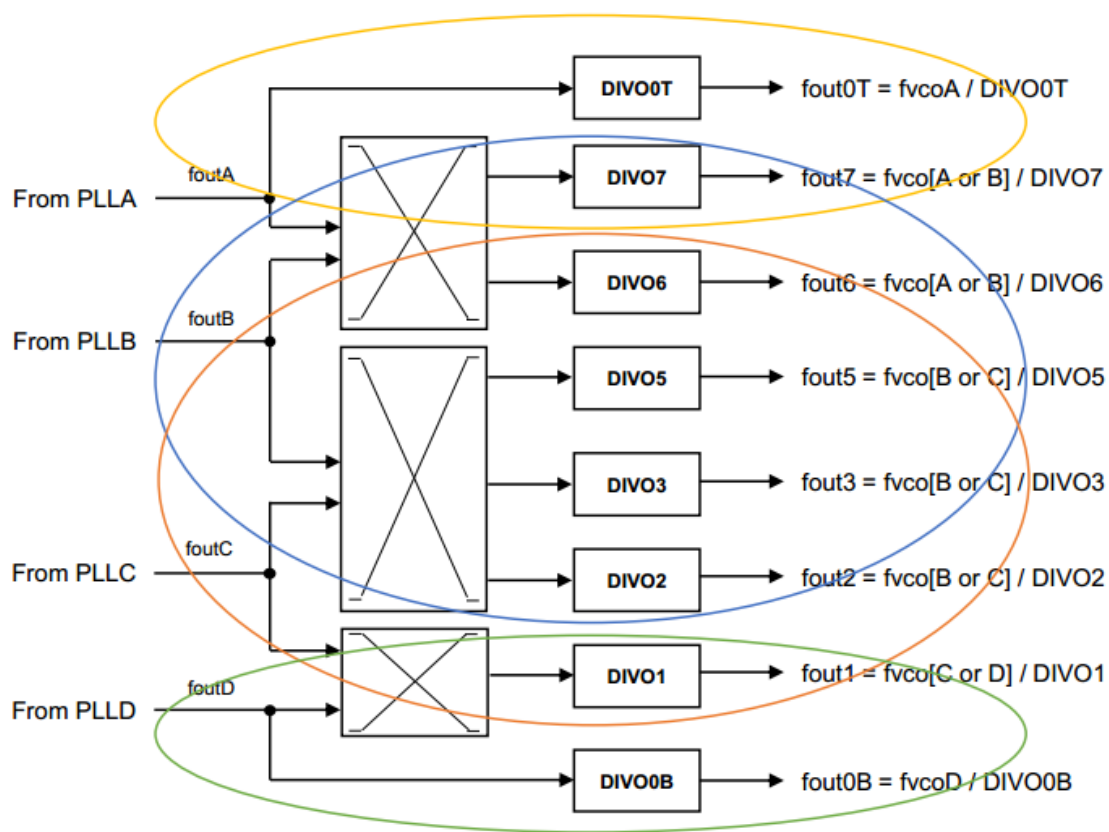 DIVO0T
fout0T = fvcoA / DIVO0T
foutA
From PLLA
DIVO7
fout7 = fvco[A or B] / DIVO7
DIVO6
fout6 = fvco[A or B] / DIVO6
foutB
From PLLB
DIVO5
fout5 = fvco[B or C] / DIVO5
DIVO3
fout3 = fvco[B or C] / DIVO3
foutC
From PLLC
DIVO2
fout2 = fvco[B or C] / DIVO2
DIVO1
fout1 = fvco[C or D] / DIVO1
foutD
From PLLD
DIVO0B
fout0B = fvcoD / DIVO0B